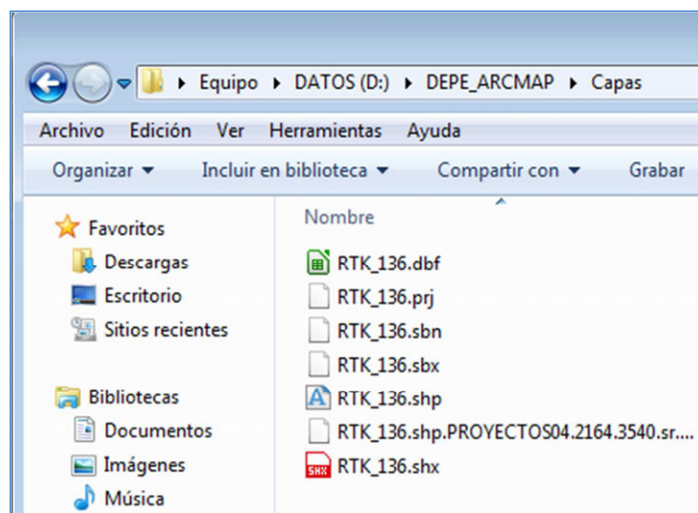 Equipo DATOS (D:) DEPE_ARCMAP Capas
Archivo Edición Ver Herramientas Ayuda
Organizar Incluir en biblioteca Compartir con Grabar
Favoritos
Descargas
Escritorio
Sitios recientes
Bibliotecas
Documentos
Imágenes
Música
Nombre
RTK_136.dbf
RTK_136.prj
RTK_136.sbn
RTK_136.sbx
RTK_136.shp
RTK_136.shp.PROYECTOS04.2164.3540.sr....
SHX RTK_136.shx